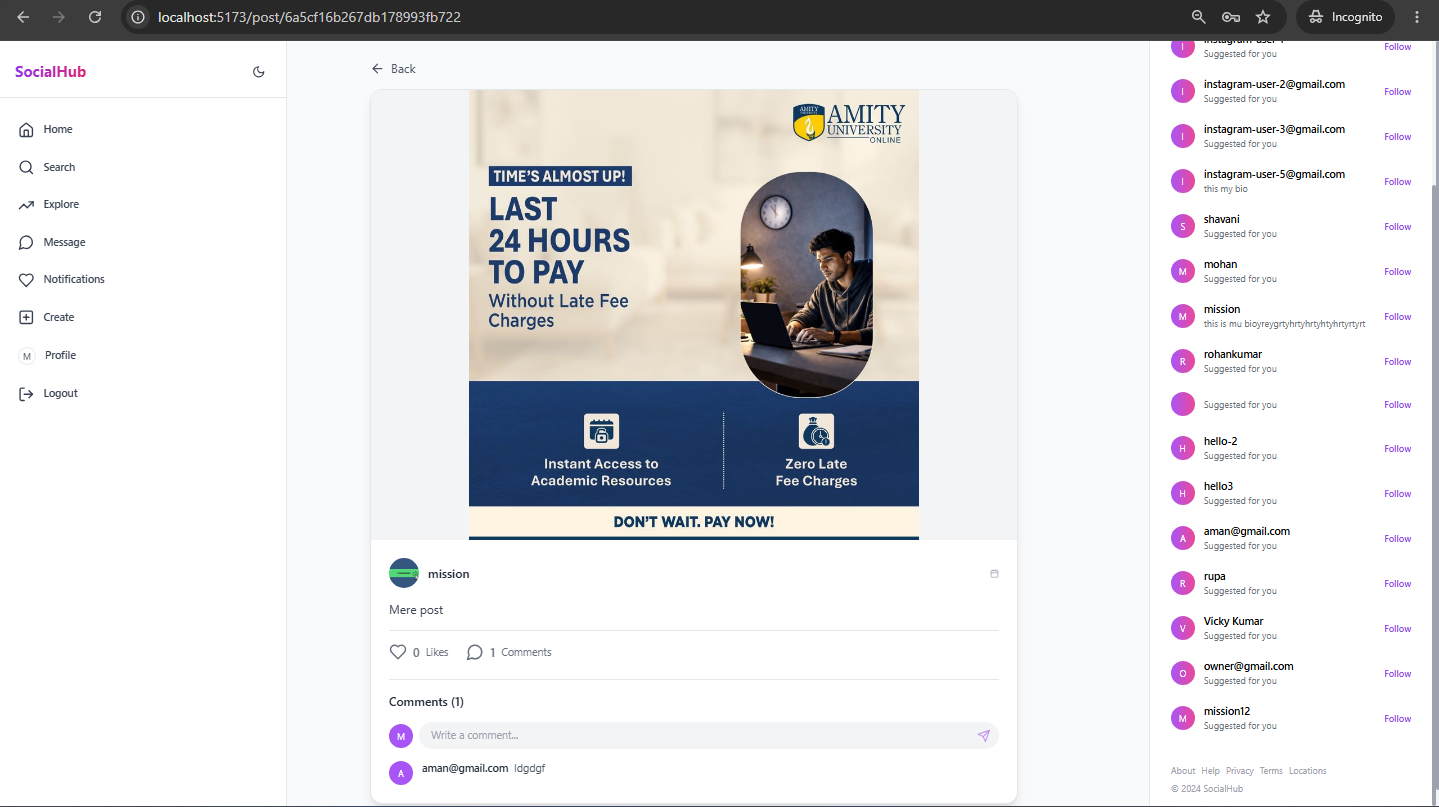 localhost:5173/post/6a5cf16b267db178993fb722
Incognito
SocialHub
Home
Search
Explore
Message
Notifications
Create
M Profile
Logout
Back
AMITY
UNIVERSITY
ONLINE
TIME'S ALMOST UP!
LAST
24 HOURS
TO PAY
Without Late Fee
Charges
Instant Access to
Academic Resources
Zero Late
Fee Charges
DON'T WAIT. PAY NOW!
mission
Mere post
0 Likes 1 Comments
Comments (1)
M Write a comment...
A aman@gmail.com ldgdgf
I Follow
Suggested for you
I instagram-user-2@gmail.com Follow
Suggested for you
I instagram-user-3@gmail.com Follow
Suggested for you
I instagram-user-5@gmail.com Follow
this my bio
S shavani Follow
Suggested for you
M mohan Follow
Suggested for you
M mission Follow
this is mu bioyreygrtyhrtyhrtyhtyhrtyrtyrt
R rohankumar Follow
Suggested for you
Suggested for you Follow
H hello-2 Follow
Suggested for you
H hello3 Follow
Suggested for you
A aman@gmail.com Follow
Suggested for you
R rupa Follow
Suggested for you
V Vicky Kumar Follow
Suggested for you
O owner@gmail.com Follow
Suggested for you
M mission12 Follow
Suggested for you
About Help Privacy Terms Locations
© 2024 SocialHub